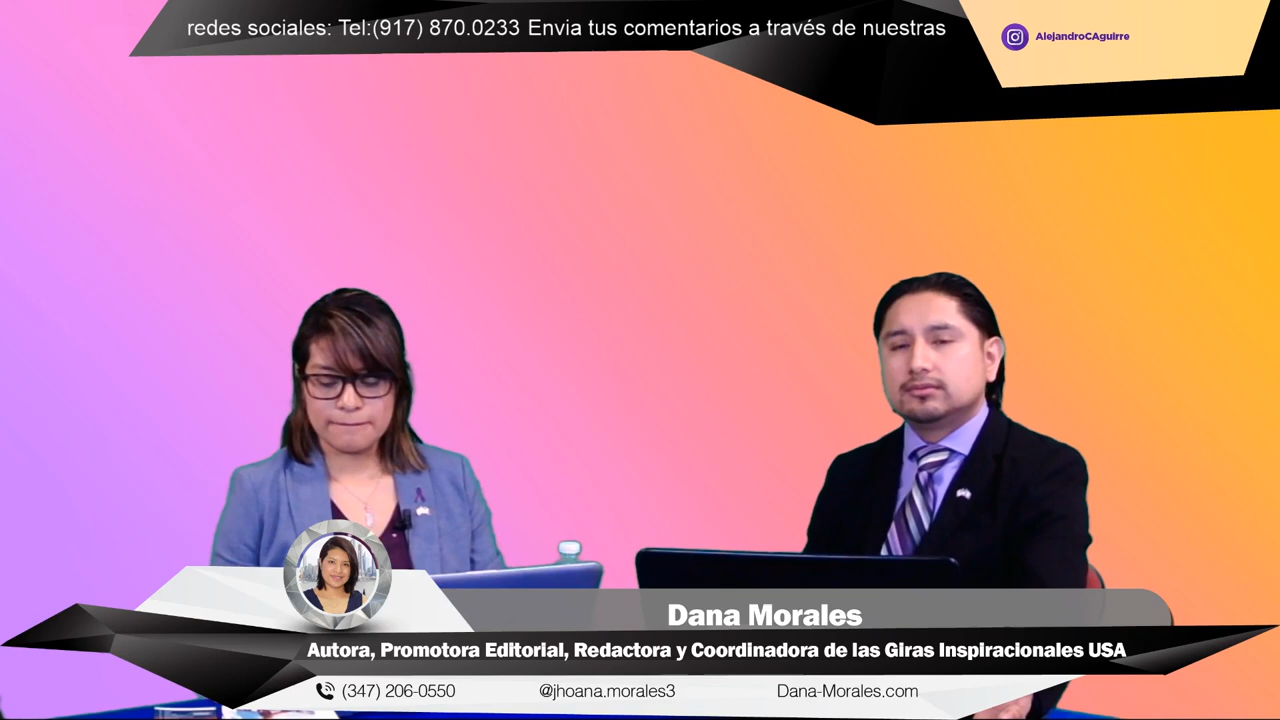 redes sociales: Tel:(917) 870.0233 Envia tus comentarios a través de nuestras
AlejandroCAguirre
Dana Morales
Autora, Promotora Editorial, Redactora y Coordinadora de las Giras Inspiracionales USA
(347) 206-0550 @jhoana.morales3 Dana-Morales.com